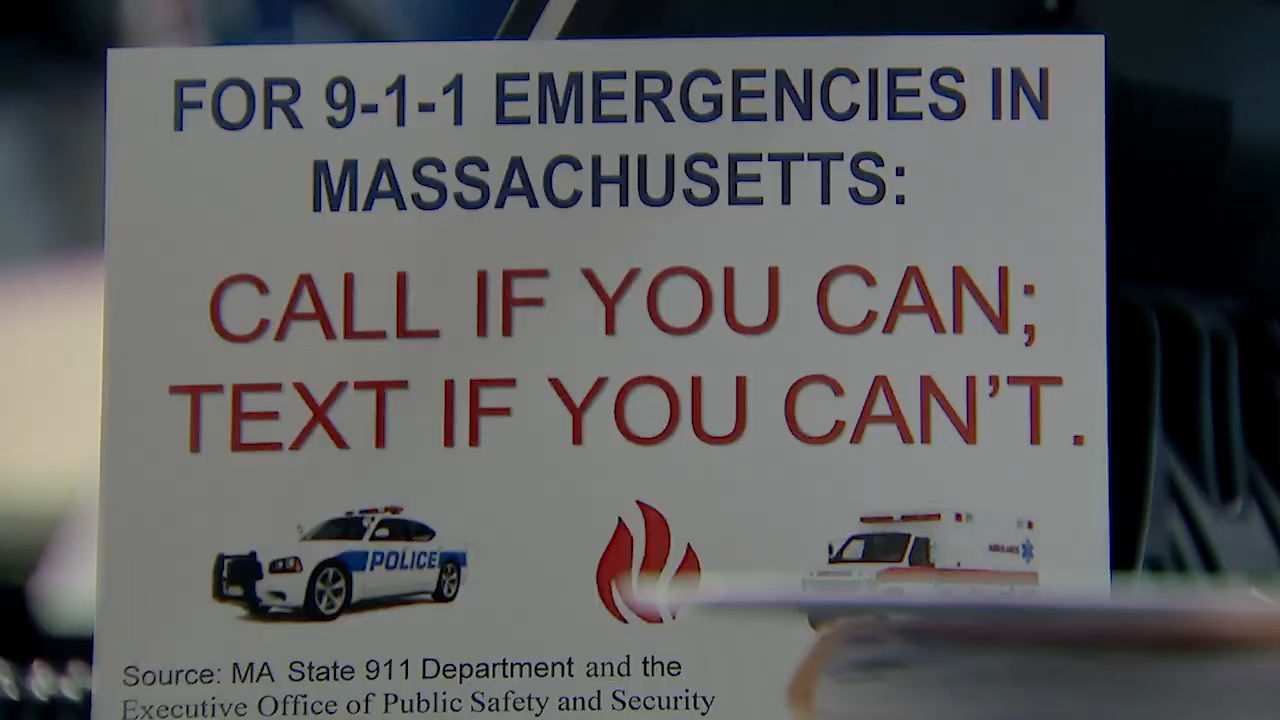 FOR 9-1-1 EMERGENCIES IN
MASSACHUSETTS:
CALL IF YOU CAN;
TEXT IF YOU CAN'T.
POLICE
AMBULANCE
Source: MA State 911 Department and the
Executive Office of Public Safety and Security